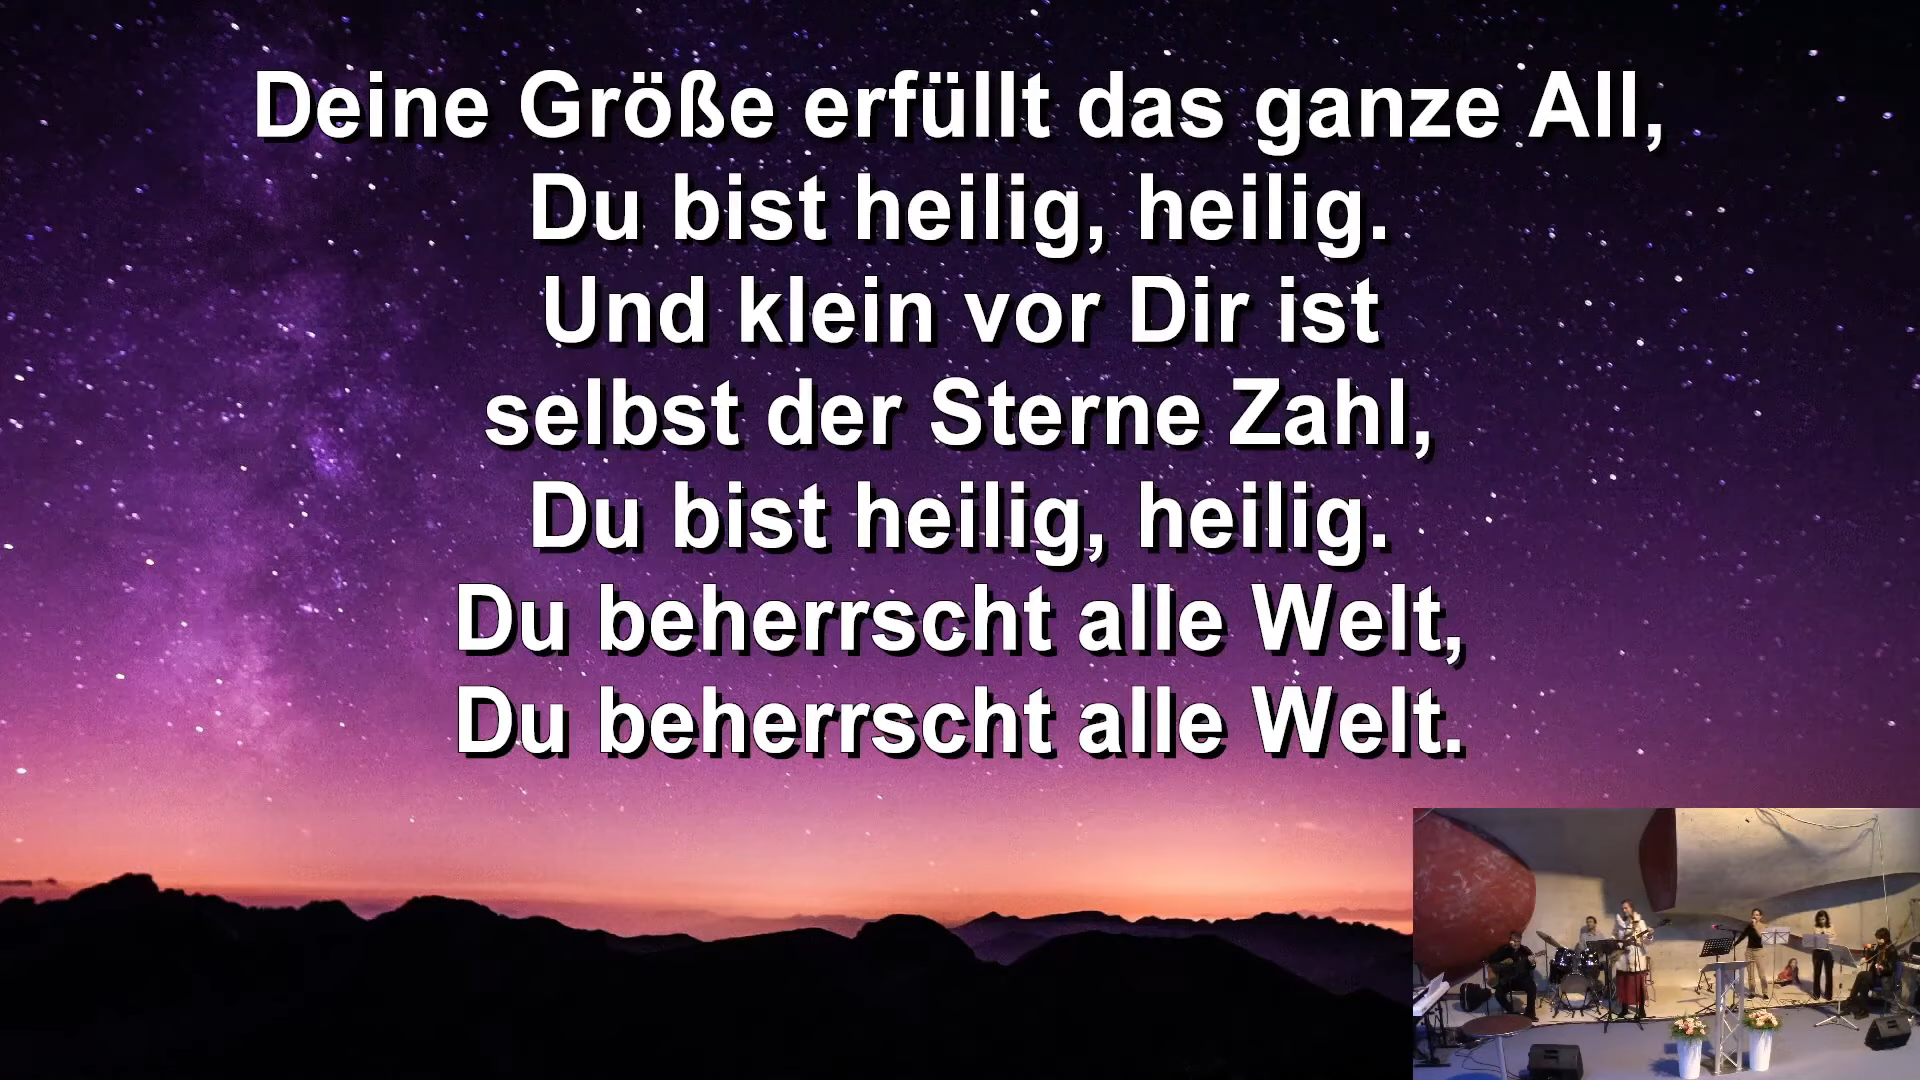 Deine Größe erfüllt das ganze All,
Du bist heilig, heilig.
Und klein vor Dir ist
selbst der Sterne Zahl,
Du bist heilig, heilig.
Du beherrscht alle Welt,
Du beherrscht alle Welt.